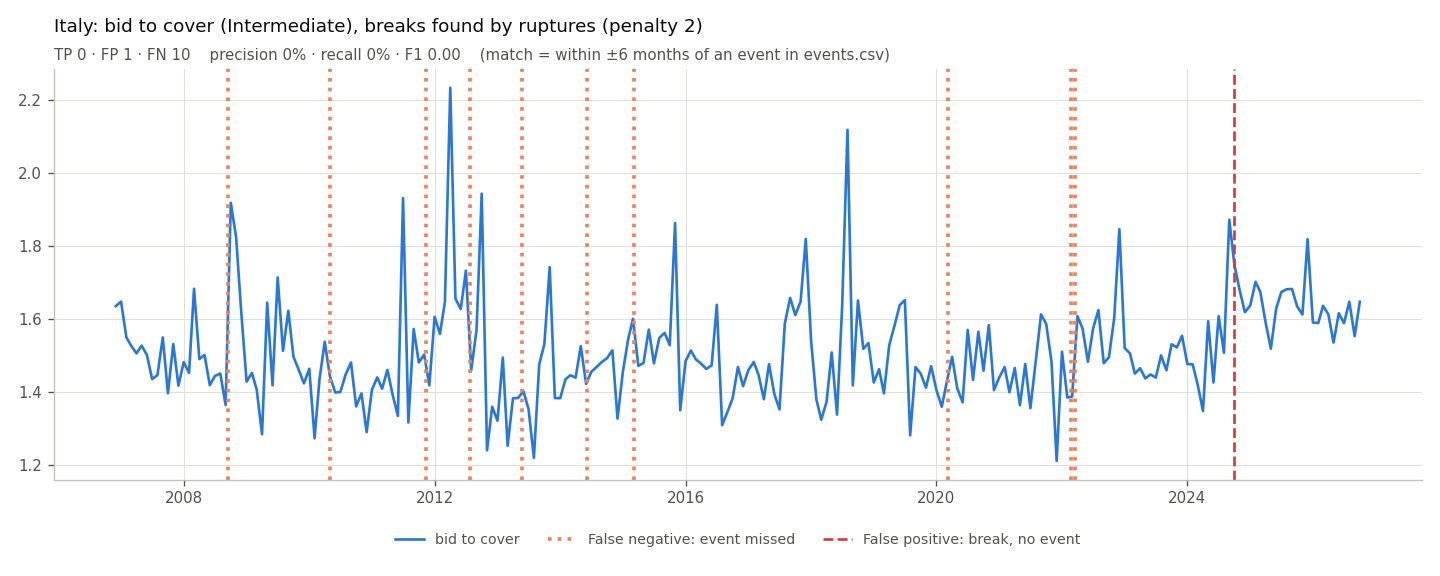 Italy: bid to cover (Intermediate), breaks found by ruptures (penalty 2)
TP 0 · FP 1 · FN 10    precision 0% · recall 0% · F1 0.00    (match = within ±6 months of an event in events.csv)
2.2
2.0
1.8
1.6
1.4
1.2
2008 2012 2016 2020 2024
bid to cover False negative: event missed False positive: break, no event